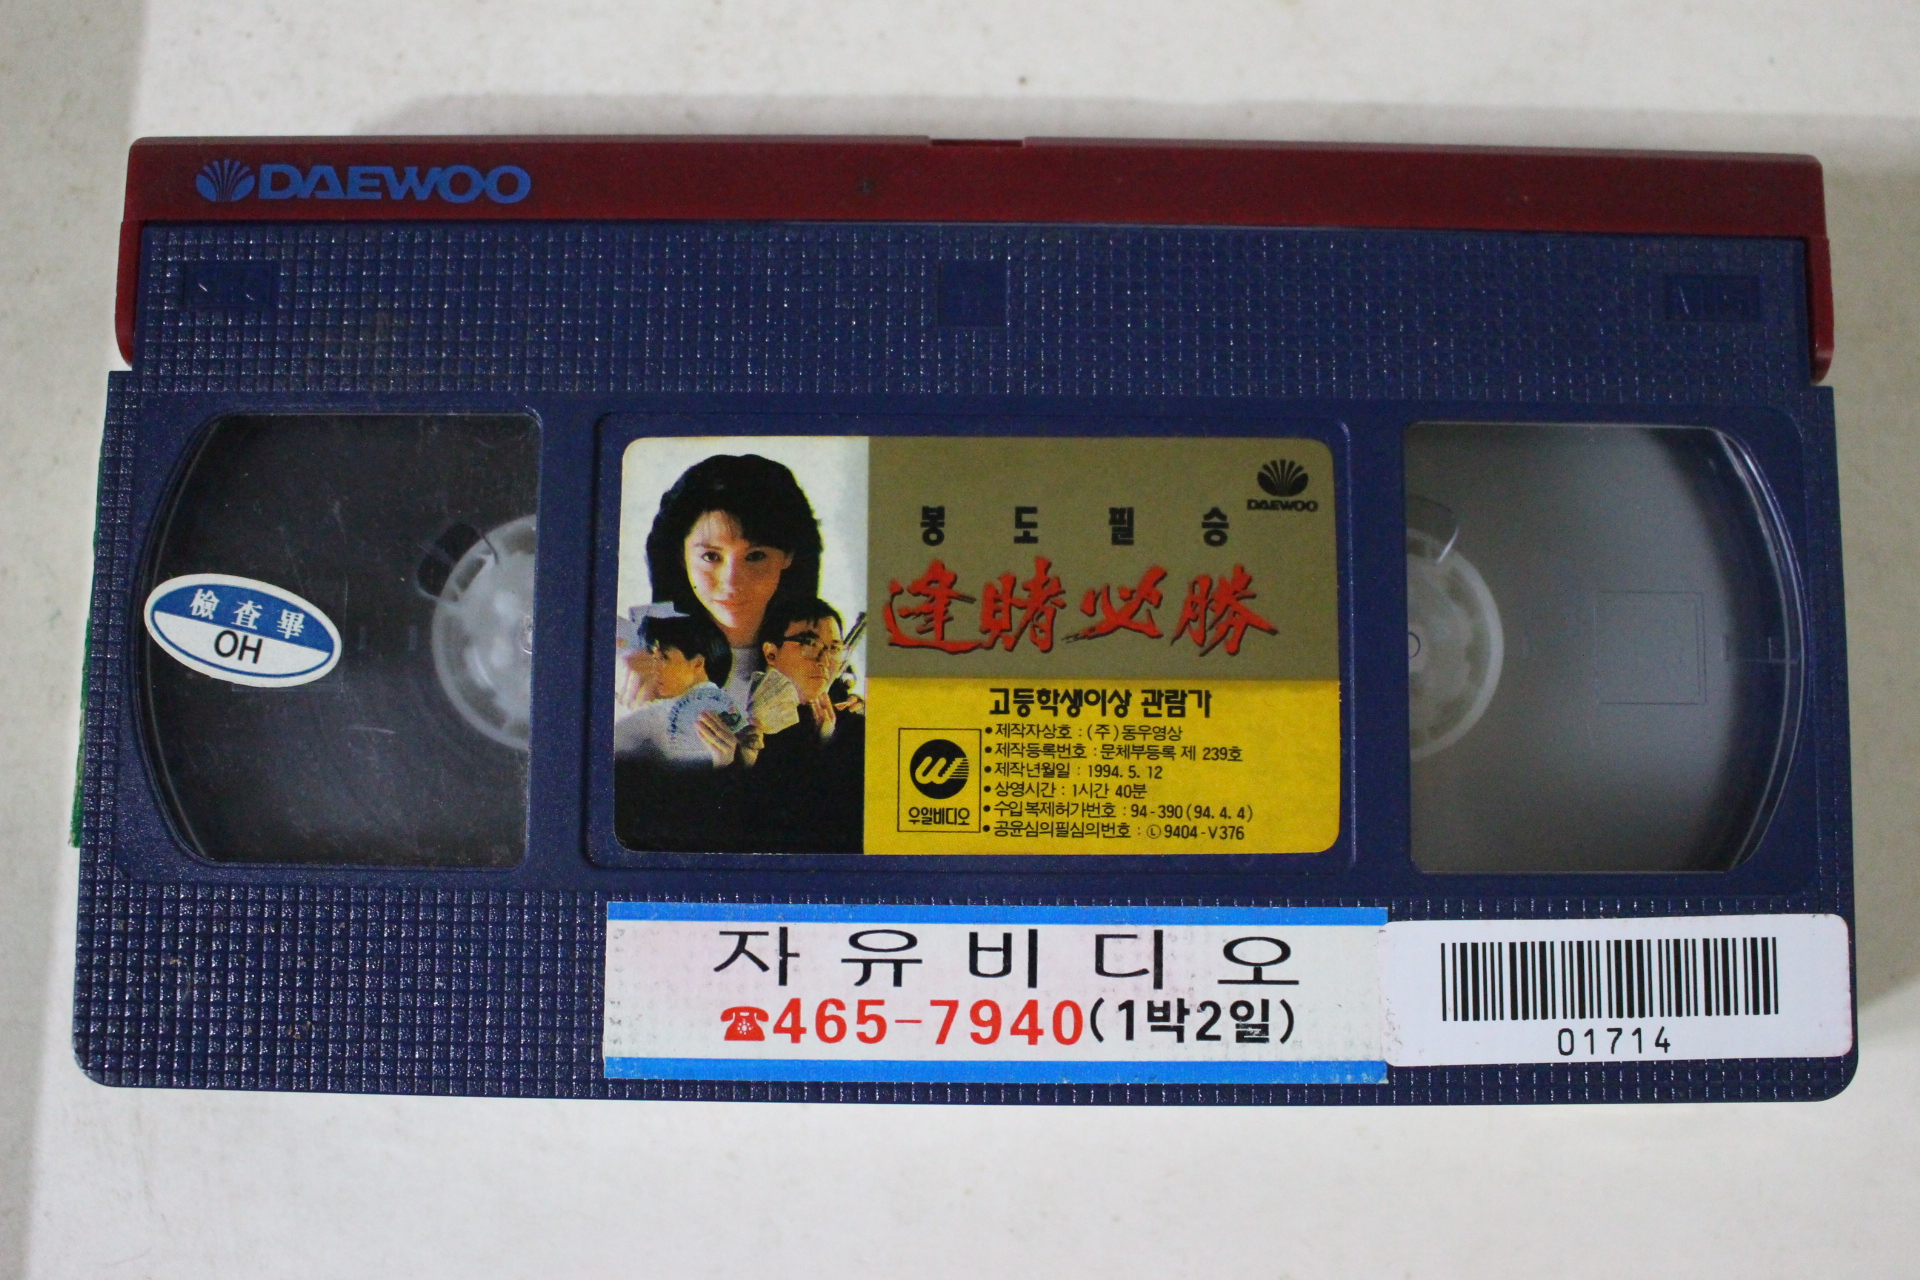 DAEWOO
檢査畢
OH
DAEWOO
봉도필승
逢賭必勝
고등학생이상 관람가
•제작자상호 : (주)동우영상
•제작등록번호 : 문체부등록 제 239호
•제작년월일 : 1994. 5. 12
•상영시간 : 1시간 40분
•수입복제허가번호 : 94-390 (94. 4. 4)
•공윤심의필심의번호 : Ⓛ9404-V376
우일비디오
자유비디오
☎465-7940(1박2일)
01714